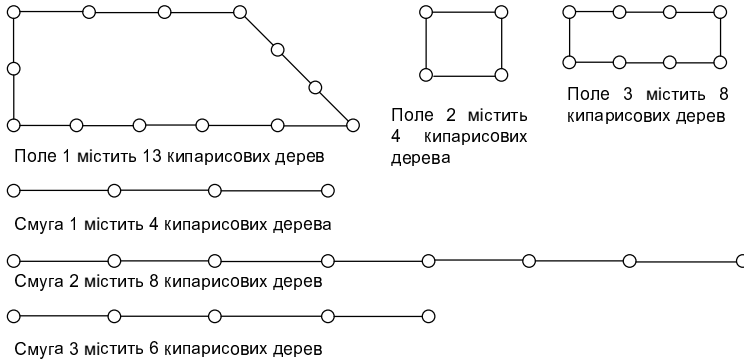 Поле 1 містить 13 кипарисових дерев
Поле 2 містить
4 кипарисових
дерева
Поле 3 містить 8
кипарисових дерев
Смуга 1 містить 4 кипарисових дерева
Смуга 2 містить 8 кипарисових дерев
Смуга 3 містить 6 кипарисових дерев